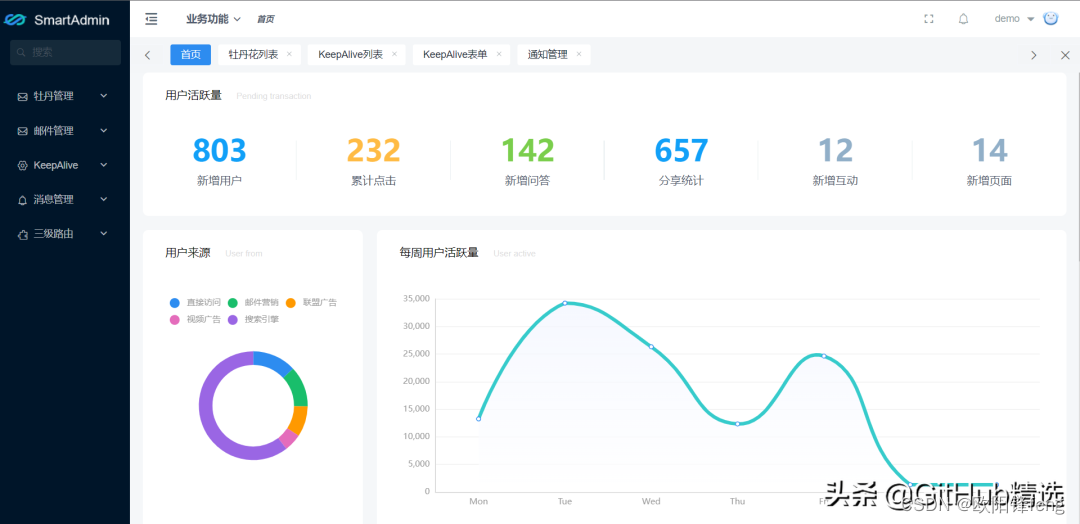 SmartAdmin
业务功能
首页
demo
搜索
首页
牡丹花列表 ×
KeepAlive列表 ×
KeepAlive表单 ×
通知管理 ×
牡丹管理
邮件管理
KeepAlive
消息管理
三级路由
用户活跃量 Pending transaction
803 232 142 657 12 14
新增用户 累计点击 新增问答 分享统计 新增互动 新增页面
用户来源 User from
直接访问 邮件营销 联盟广告
视频广告 搜索引擎
每周用户活跃量 User active
35,000
30,000
25,000
20,000
15,000
10,000
5,000
0
Mon Tue Wed Thu
头条 @GitHub精选
CSDN @欧阳锋feng